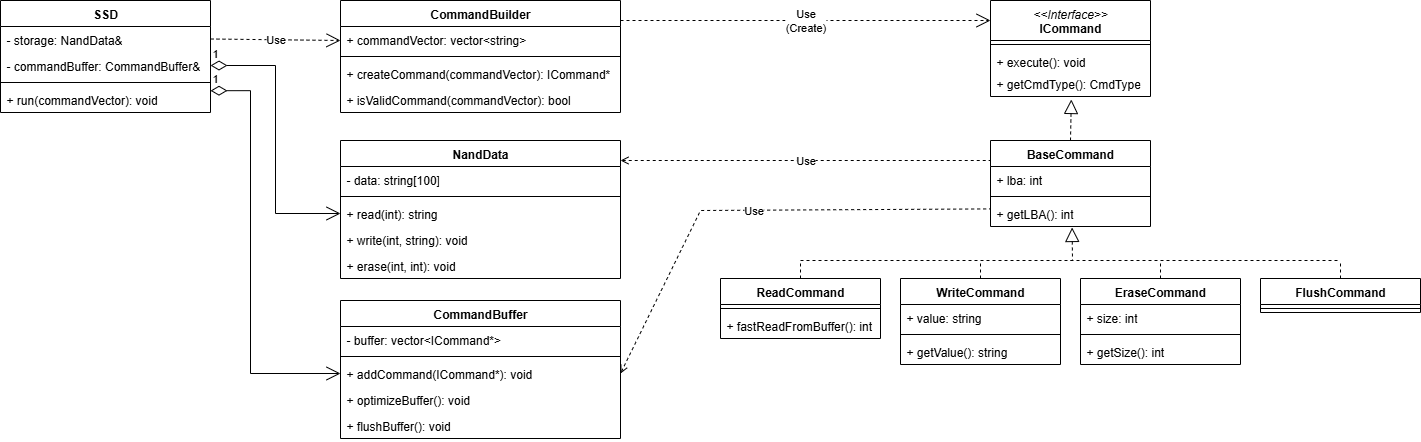 SSD
- storage: NandData&
- commandBuffer: CommandBuffer&
+ run(commandVector): void
Use
1
1
CommandBuilder
+ commandVector: vector<string>
+ createCommand(commandVector): ICommand*
+ isValidCommand(commandVector): bool
Use
(Create)
<<Interface>>
ICommand
+ execute(): void
+ getCmdType(): CmdType
NandData
- data: string[100]
+ read(int): string
+ write(int, string): void
+ erase(int, int): void
Use
BaseCommand
+ lba: int
+ getLBA(): int
Use
CommandBuffer
- buffer: vector<ICommand*>
+ addCommand(ICommand*): void
+ optimizeBuffer(): void
+ flushBuffer(): void
ReadCommand
+ fastReadFromBuffer(): int
WriteCommand
+ value: string
+ getValue(): string
EraseCommand
+ size: int
+ getSize(): int
FlushCommand